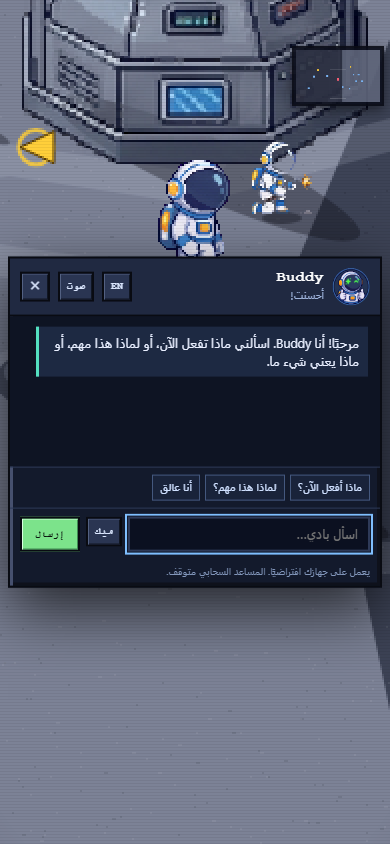 Buddy
أحسنت!
EN
صوت
✕
مرحبًا! أنا Buddy. اسألني ماذا تفعل الآن، أو لماذا هذا مهم، أو
ماذا يعني شيء ما.
ماذا أفعل الآن؟
لماذا هذا مهم؟
أنا عالق
اسأل بادي...
ميك
إرسال
يعمل على جهازك افتراضيًا. المساعد السحابي متوقف.